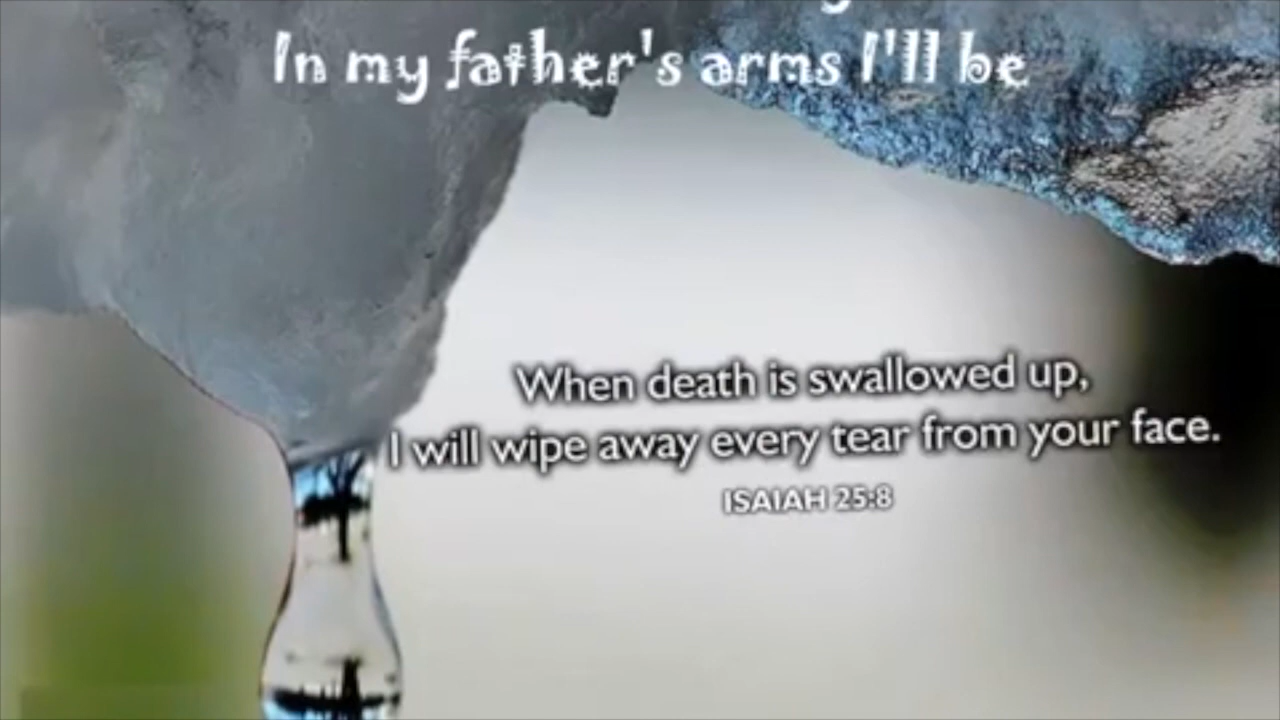 In my father's arms I'll be
When death is swallowed up,
I will wipe away every tear from your face.
ISAIAH 25:8